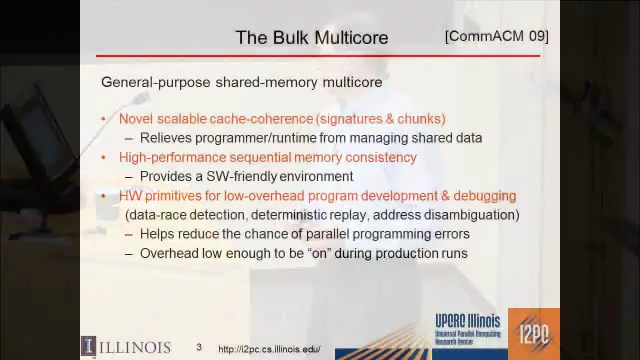 The Bulk Multicore
[CommACM 09]
General-purpose shared-memory multicore
• Novel scalable cache-coherence (signatures & chunks)
– Relieves programmer/runtime from managing shared data
• High-performance sequential memory consistency
– Provides a SW-friendly environment
• HW primitives for low-overhead program development & debugging
(data-race detection, deterministic replay, address disambiguation)
– Helps reduce the chance of parallel programming errors
– Overhead low enough to be “on” during production runs
I ILLINOIS
3
http://i2pc.cs.illinois.edu/
UPCRC Illinois
Universal Parallel Computing
Research Center
I2PC